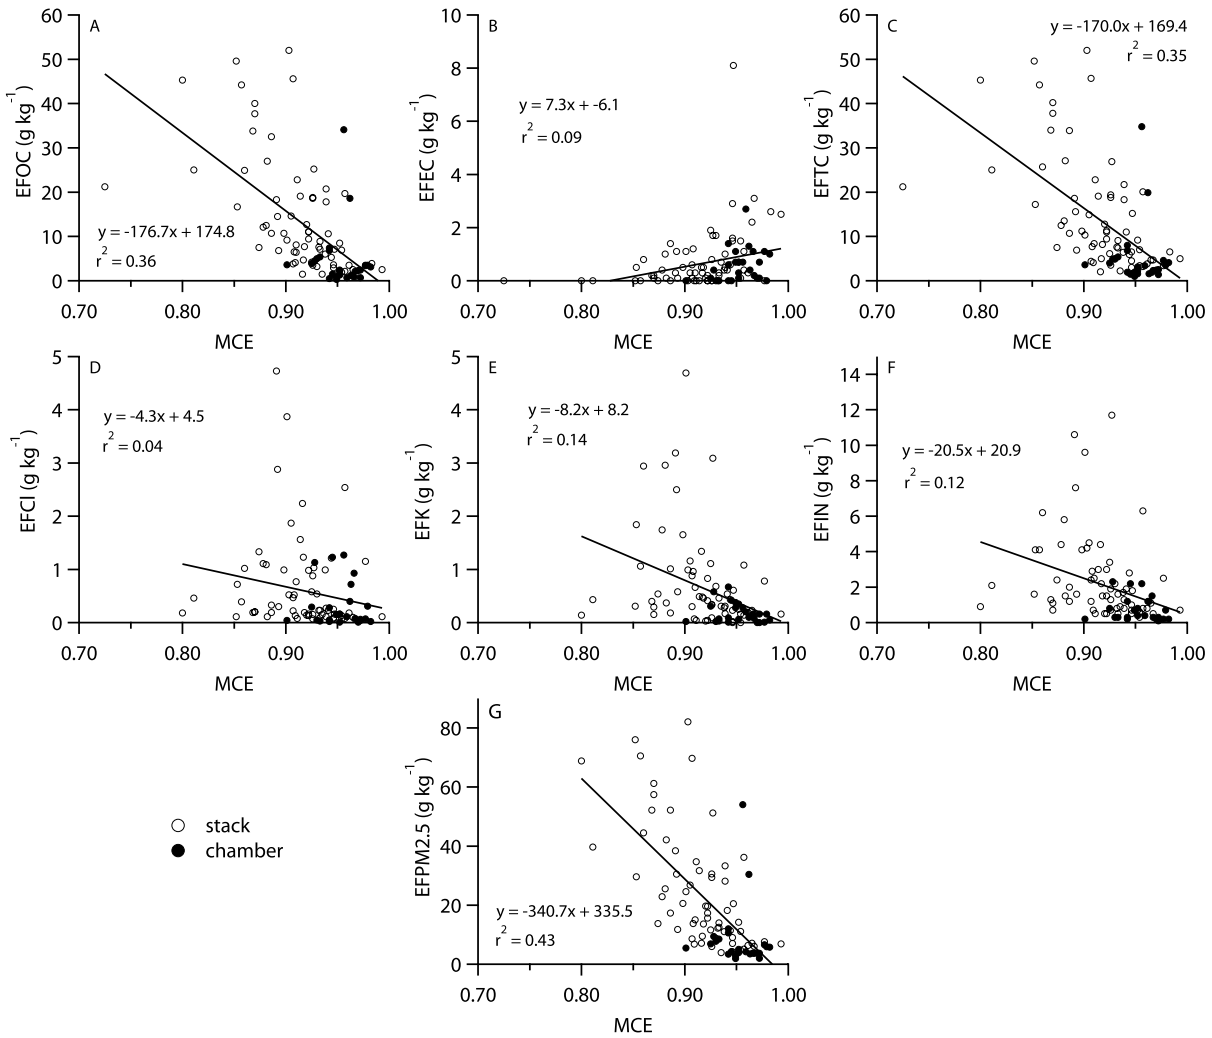 A
y = -176.7x + 174.8
r2 = 0.36
EFOC (g kg-1)
60
50
40
30
20
10
0
0.70
0.80
0.90
1.00
MCE
B
y = 7.3x + -6.1
r2 = 0.09
EFEC (g kg-1)
10
8
6
4
2
0
0.70
0.80
0.90
1.00
MCE
C
y = -170.0x + 169.4
r2 = 0.35
EFTC (g kg-1)
60
50
40
30
20
10
0
0.70
0.80
0.90
1.00
MCE
D
y = -4.3x + 4.5
r2 = 0.04
EFCl (g kg-1)
5
4
3
2
1
0
0.70
0.80
0.90
1.00
MCE
E
y = -8.2x + 8.2
r2 = 0.14
EFK (g kg-1)
5
4
3
2
1
0
0.70
0.80
0.90
1.00
MCE
F
y = -20.5x + 20.9
r2 = 0.12
EFIN (g kg-1)
14
12
10
8
6
4
2
0
0.70
0.80
0.90
1.00
MCE
G
y = -340.7x + 335.5
r2 = 0.43
EFPM2.5 (g kg-1)
80
60
40
20
0
0.70
0.80
0.90
1.00
MCE
stack
chamber